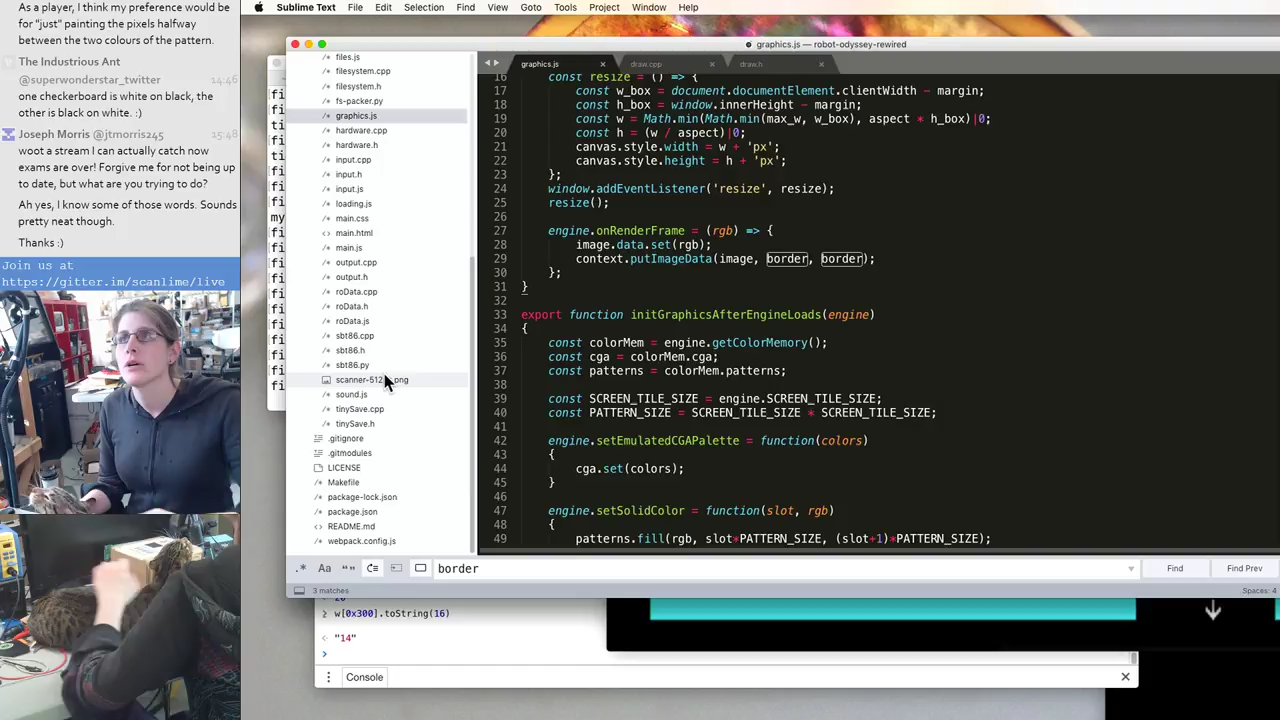 As a player, I think my preference would
be for "just" painting the pixels halfway
between the two colours of the pattern.
The Industrious Ant
@superwonderstar_twitter 14:46
one checkerboard is white on black, the
other is black on white. :)
Joseph Morris @jtmorris245 15:48
woot a stream I can actually catch now
exams are over! Forgive me for not being up
to date, but what are you trying to do?
Ah yes, I know some of those words. Sounds
pretty neat though.
Thanks :)
Join us at
https://gitter.im/scanlime/live
Sublime Text File Edit Selection Find View Goto Tools Project Window Help
graphics.js — robot-odyssey-rewired
graphics.js draw.cpp draw.h
files.js
filesystem.cpp
filesystem.h
fs-packer.py
graphics.js
hardware.cpp
hardware.h
input.cpp
input.h
input.js
loading.js
main.css
main.html
main.js
output.cpp
output.h
roData.cpp
roData.h
roData.js
sbt86.cpp
sbt86.h
sbt86.py
sound.js
tinySave.cpp
tinySave.h
.gitignore
.gitmodules
LICENSE
Makefile
package-lock.json
package.json
README.md
webpack.config.js
16 const resize = () => {
17 const w_box = document.documentElement.clientWidth - margin;
18 const h_box = window.innerHeight - margin;
19 const w = Math.min(Math.min(max_w, w_box), aspect * h_box)|0;
20 const h = (w / aspect)|0;
21 canvas.style.width = w + 'px';
22 canvas.style.height = h + 'px';
23 };
24 window.addEventListener('resize', resize);
25 resize();
26
27 engine.onRenderFrame = (rgb) => {
28 image.data.set(rgb);
29 context.putImageData(image, border, border);
30 };
31 }
32
33 export function initGraphicsAfterEngineLoads(engine)
34 {
35 const colorMem = engine.getColorMemory();
36 const cga = colorMem.cga;
37 const patterns = colorMem.patterns;
38
39 const SCREEN_TILE_SIZE = engine.SCREEN_TILE_SIZE;
40 const PATTERN_SIZE = SCREEN_TILE_SIZE * SCREEN_TILE_SIZE;
41
42 engine.setEmulatedCGAPalette = function(colors)
43 {
44 cga.set(colors);
45 }
46
47 engine.setSolidColor = function(slot, rgb)
48 {
49 patterns.fill(rgb, slot*PATTERN_SIZE, (slot+1)*PATTERN_SIZE);
.* Aa border Find Find Prev
3 matches Spaces: 4
w[0x300].toString(16)
"14"
Console